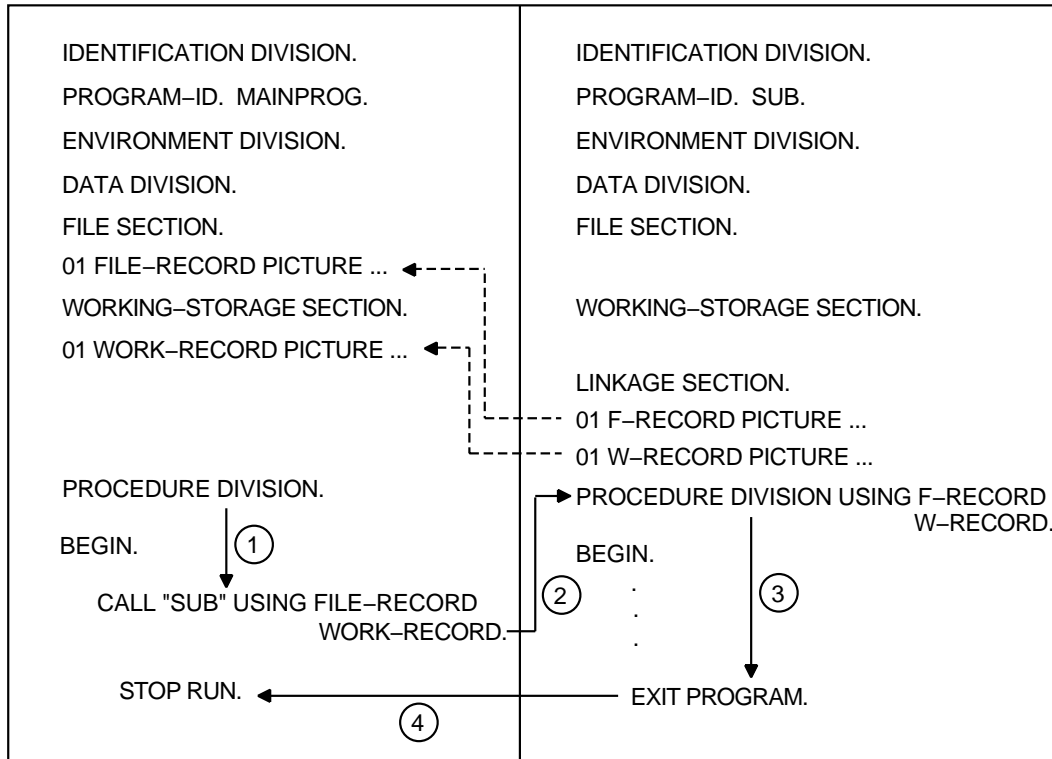 IDENTIFICATION DIVISION.
PROGRAM–ID. MAINPROG.
ENVIRONMENT DIVISION.
DATA DIVISION.
FILE SECTION.
01 FILE–RECORD PICTURE ...
WORKING–STORAGE SECTION.
01 WORK–RECORD PICTURE ...
PROCEDURE DIVISION.
BEGIN.
1
CALL "SUB" USING FILE–RECORD
WORK–RECORD.
STOP RUN.
IDENTIFICATION DIVISION.
PROGRAM–ID. SUB.
ENVIRONMENT DIVISION.
DATA DIVISION.
FILE SECTION.
WORKING–STORAGE SECTION.
LINKAGE SECTION.
01 F–RECORD PICTURE ...
01 W–RECORD PICTURE ...
PROCEDURE DIVISION USING F–RECORD
W–RECORD.
BEGIN.
2
3
.
.
.
EXIT PROGRAM.
4